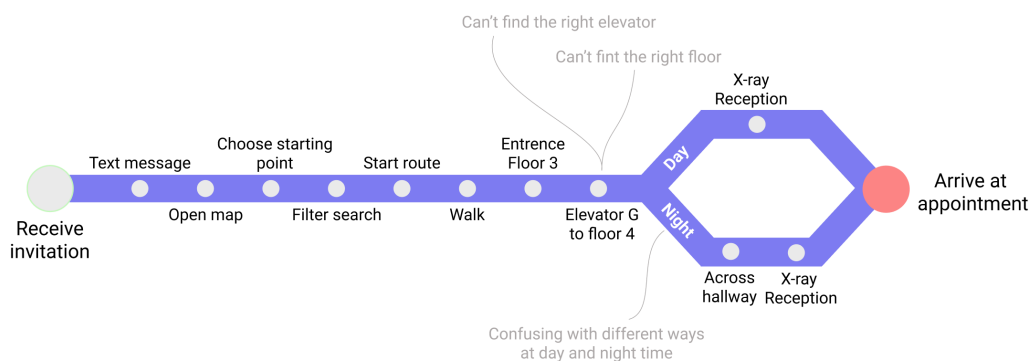 Can't find the right elevator
Can't fint the right floor
X-ray
Reception
Choose starting
point
Entrence
Floor 3
Text message
Start route
Day
Arrive at
appointment
Receive
invitation
Open map
Filter search
Walk
Elevator G
to floor 4
Night
Across
hallway
X-ray
Reception
Confusing with different ways
at day and night time